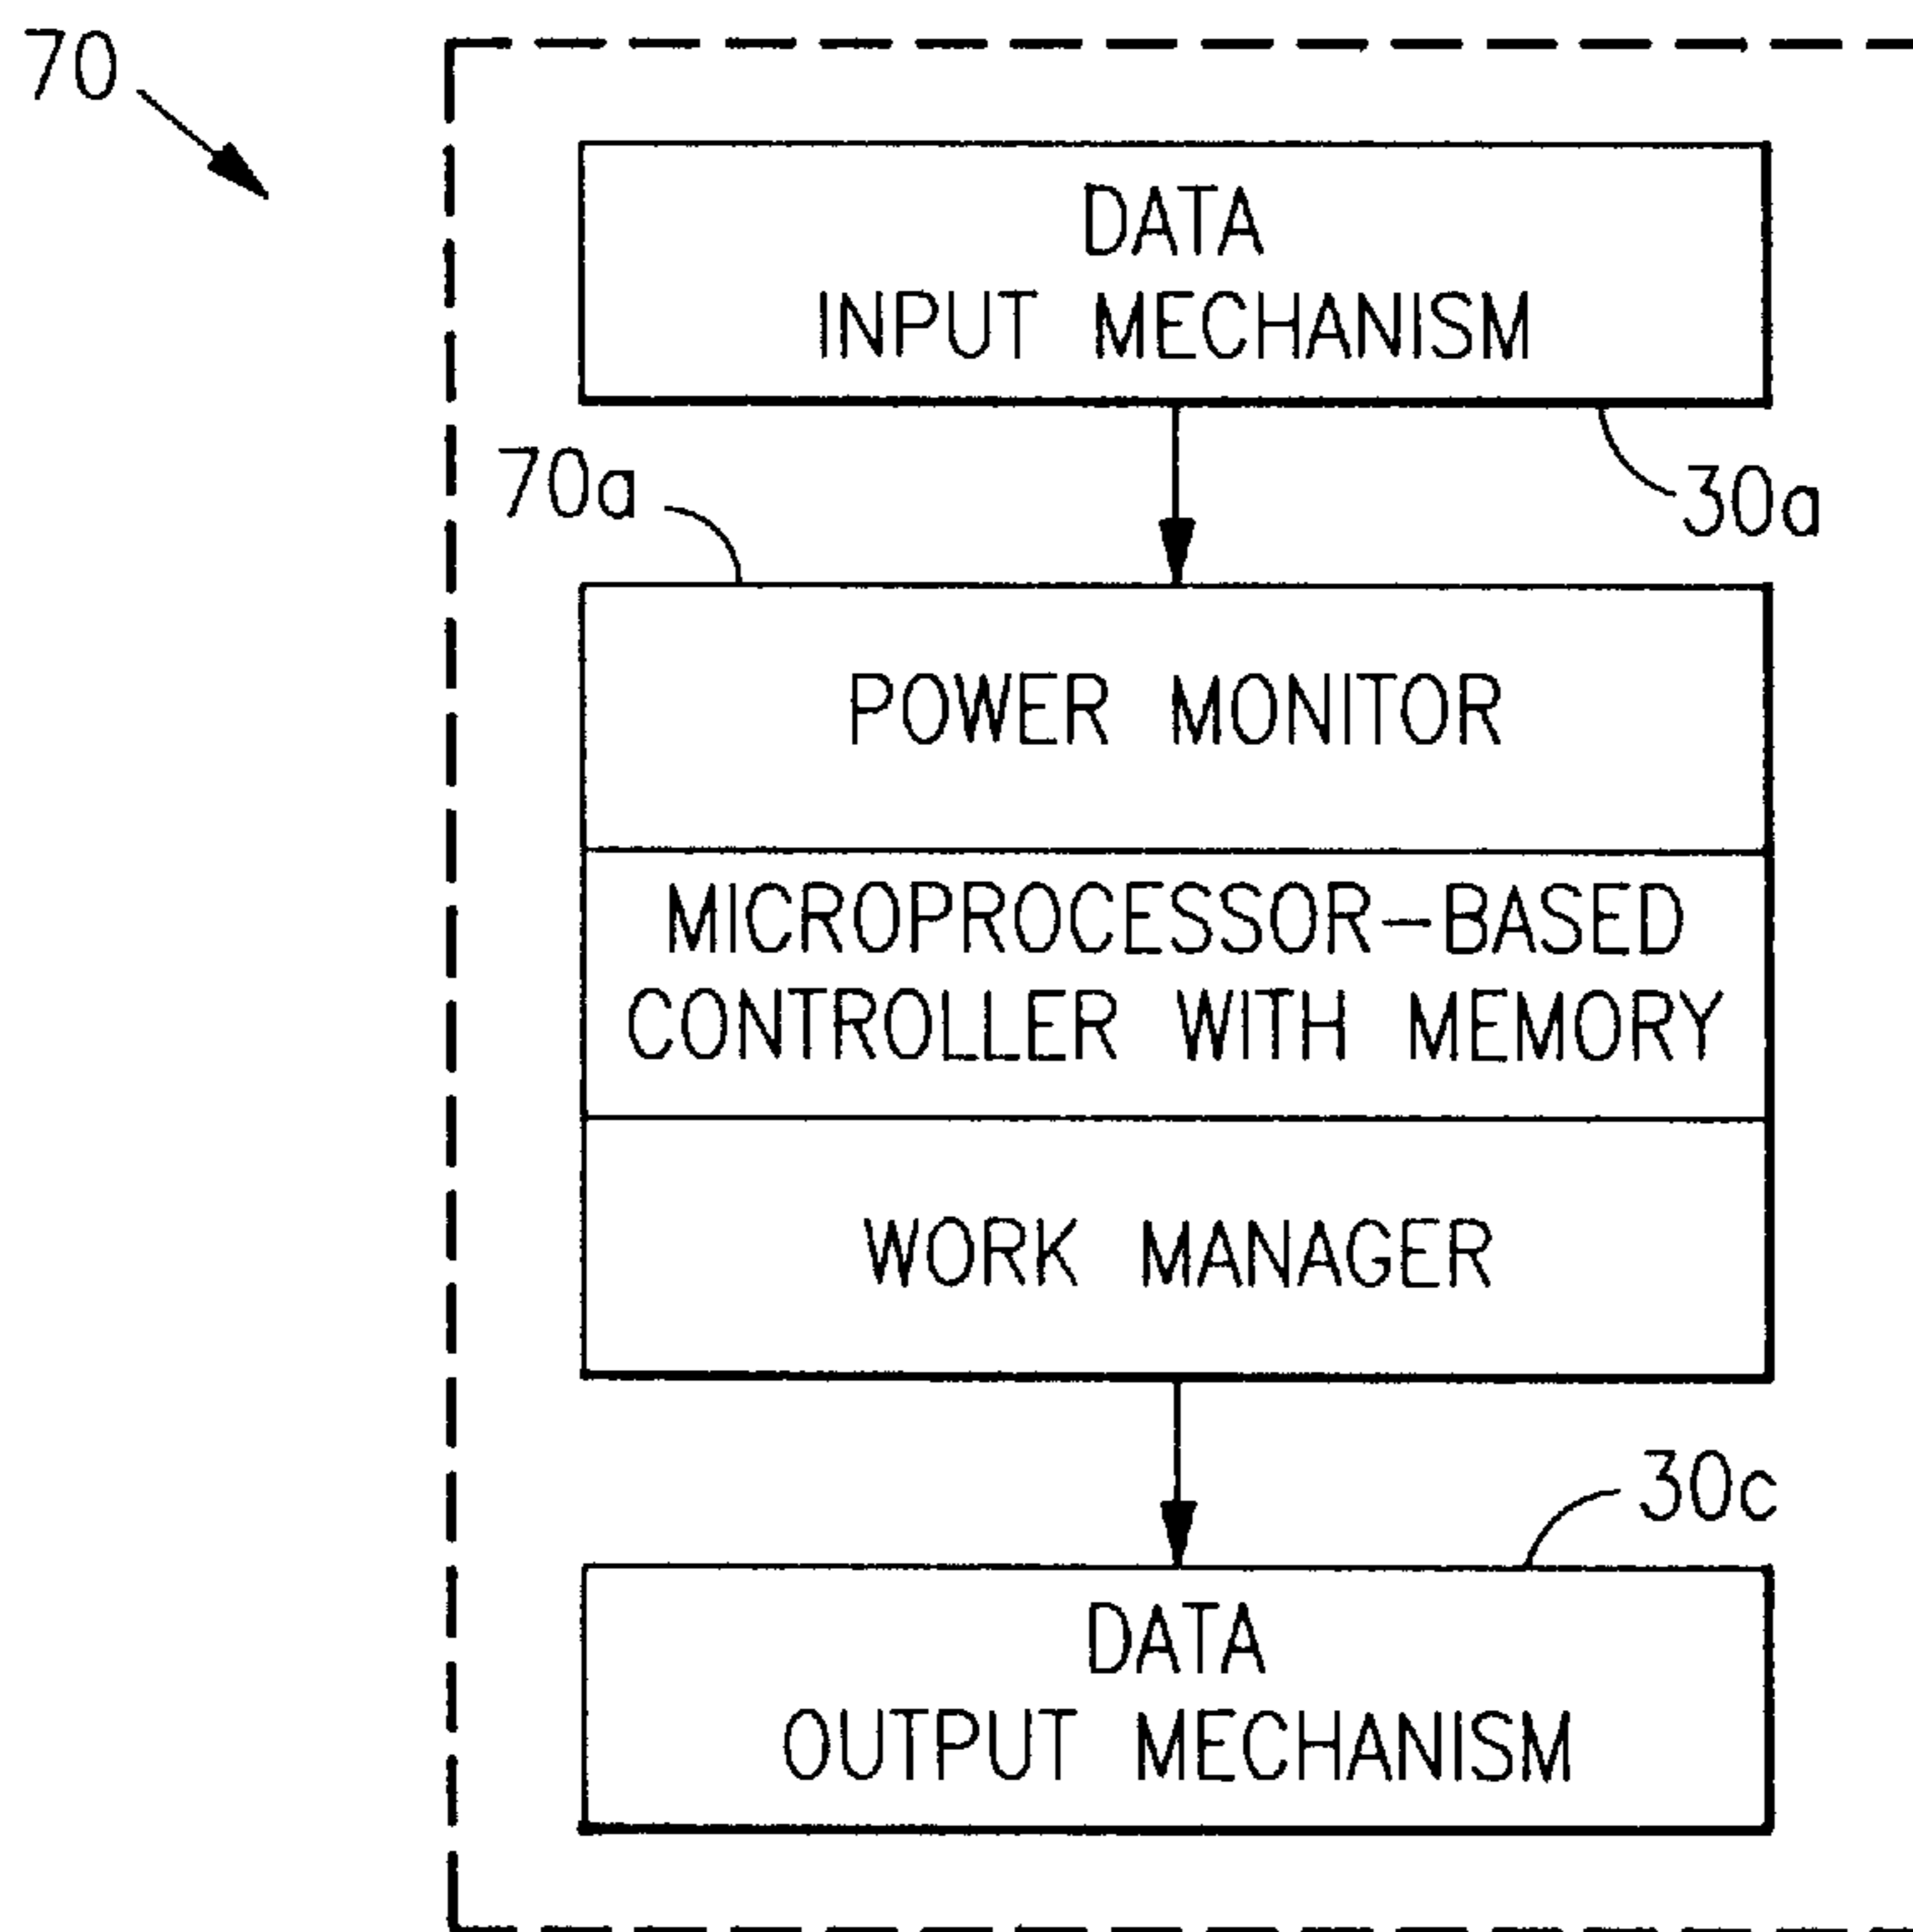 70
DATA
INPUT MECHANISM
70a
30a
POWER MONITOR
MICROPROCESSOR-BASED
CONTROLLER WITH MEMORY
WORK MANAGER
30c
DATA
OUTPUT MECHANISM